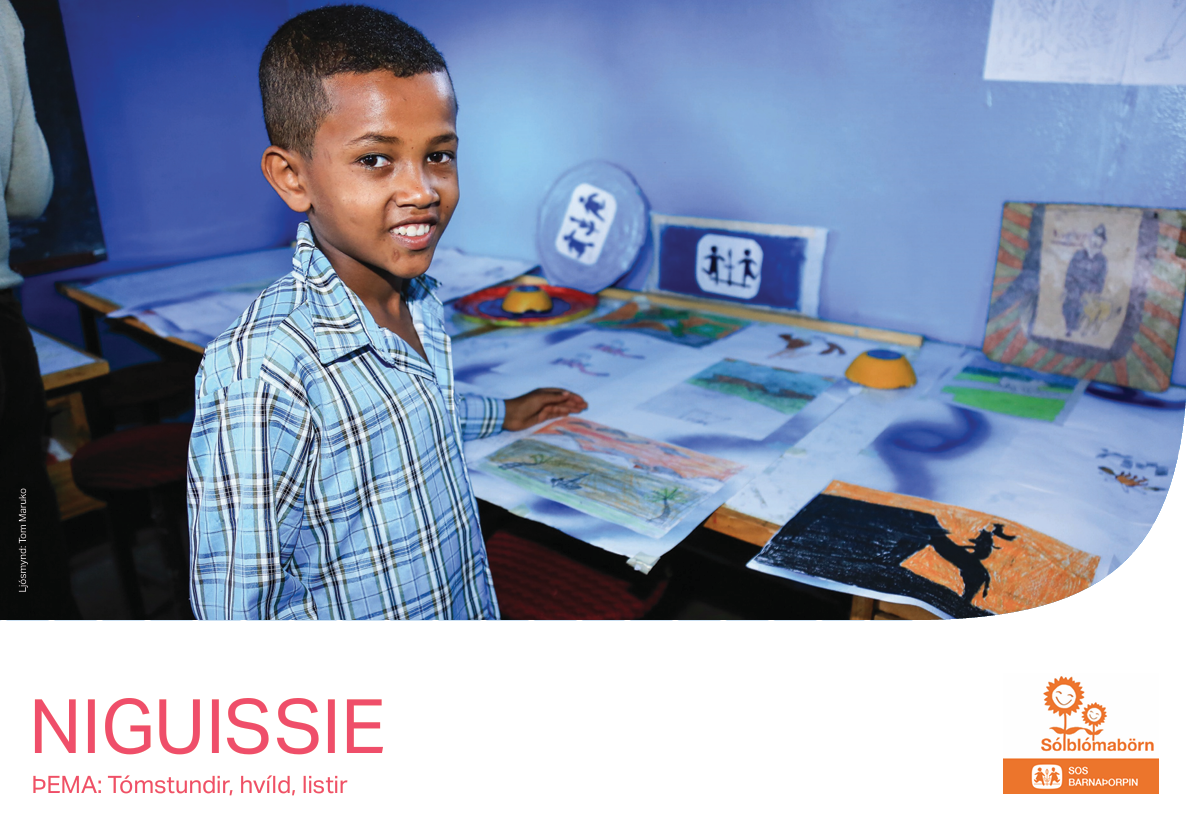 Ljósmynd: Tom Maruko
NIGUISSIE
ÞEMA: Tómstundir, hvíld, listir
Sólblómabörn
SOS
BARNAÞORPIN